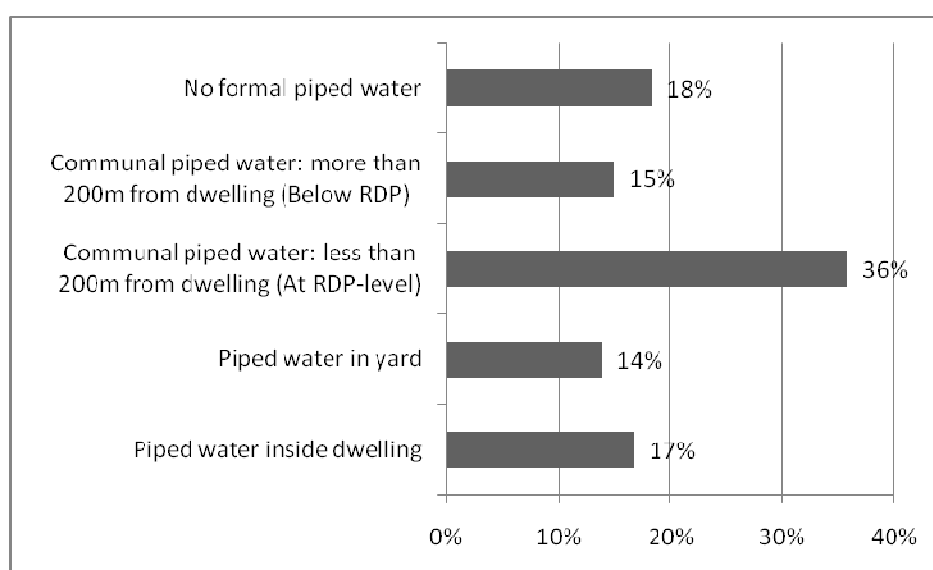 No formal piped water
18%
Communal piped water: more than
200m from dwelling (Below RDP)
15%
Communal piped water: less than
200m from dwelling (At RDP-level)
36%
Piped water in yard
14%
Piped water inside dwelling
17%
0% 10% 20% 30% 40%